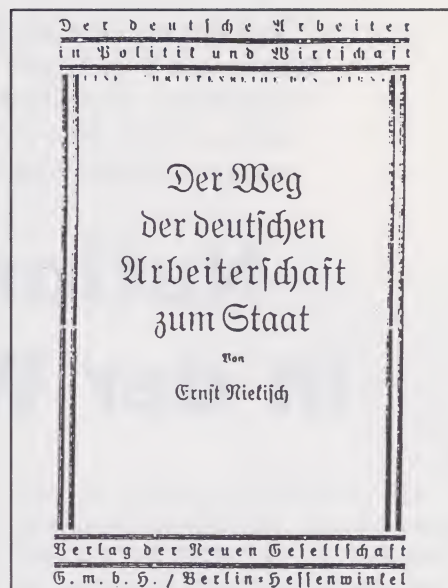 Der deutsche Arbeiter
in Politik und Wirtschaft
Der Weg
der deutschen
Arbeiterschaft
zum Staat
Von
Ernst Niekisch
Verlag der Neuen Gesellschaft
G. m. b. H. / Berlin-Hessenwinkel